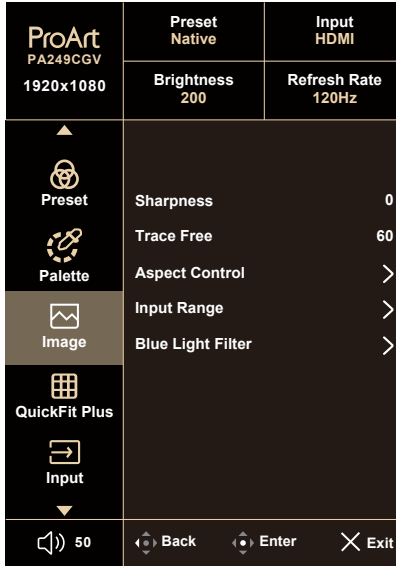 ProArt
PA249CGV
1920x1080
Preset
Native
Input
HDMI
Brightness
200
Refresh Rate
120Hz
Preset
Palette
Image
QuickFit Plus
Input
Sharpness 0
Trace Free 60
Aspect Control
Input Range
Blue Light Filter
50
Back
Enter
Exit